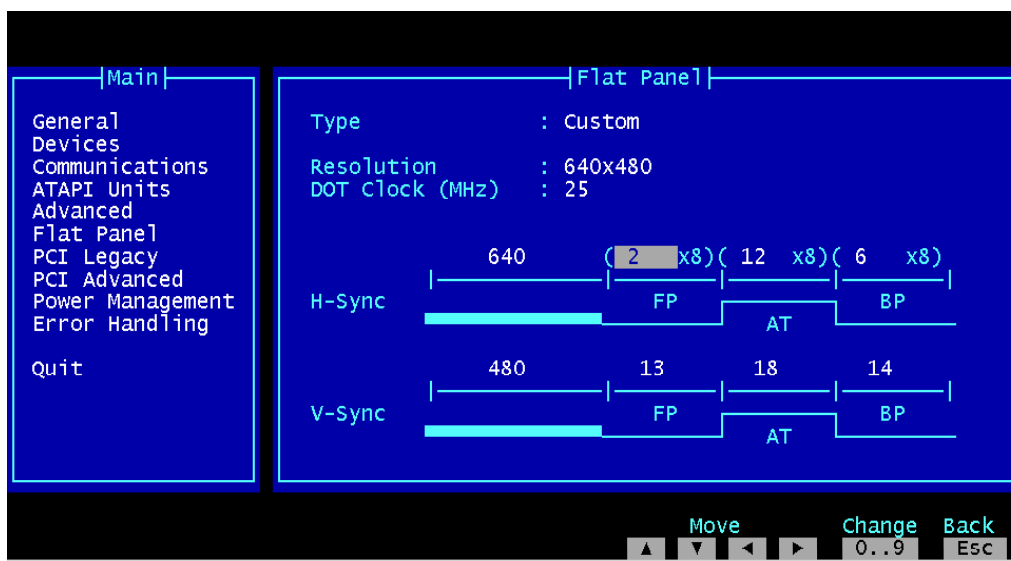 Main
Flat Panel
General
Devices
Communications
ATAPI Units
Advanced
Flat Panel
PCI Legacy
PCI Advanced
Power Management
Error Handling
Quit
Type : Custom
Resolution : 640x480
DOT Clock (MHz) : 25
640 ( 2 x8)( 12 x8)( 6 x8)
H-Sync FP BP
AT
480 13 18 14
V-Sync FP BP
AT
Move Change Back
▲ ▼ ◄ ► 0..9 Esc